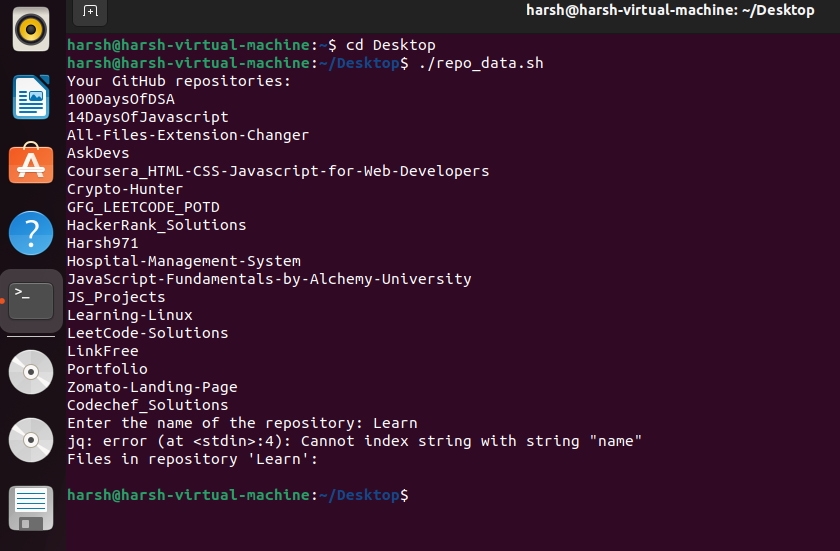 harsh@harsh-virtual-machine: ~/Desktop
harsh@harsh-virtual-machine:~$ cd Desktop
harsh@harsh-virtual-machine:~/Desktop$ ./repo_data.sh
Your GitHub repositories:
100DaysOfDSA
14DaysOfJavascript
All-Files-Extension-Changer
AskDevs
Coursera_HTML-CSS-Javascript-for-Web-Developers
Crypto-Hunter
GFG_LEETCODE_POTD
HackerRank_Solutions
Harsh971
Hospital-Management-System
JavaScript-Fundamentals-by-Alchemy-University
JS_Projects
Learning-Linux
LeetCode-Solutions
LinkFree
Portfolio
Zomato-Landing-Page
Codechef_Solutions
Enter the name of the repository: Learn
jq: error (at <stdin>:4): Cannot index string with string "name"
Files in repository 'Learn':
harsh@harsh-virtual-machine:~/Desktop$